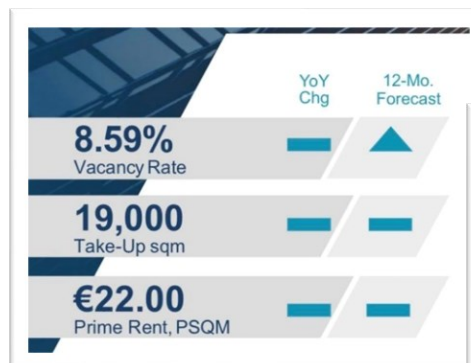 YoY
Chg
12-Mo.
Forecast
8.59%
Vacancy Rate
19,000
Take-Up sqm
€22.00
Prime Rent, PSQM